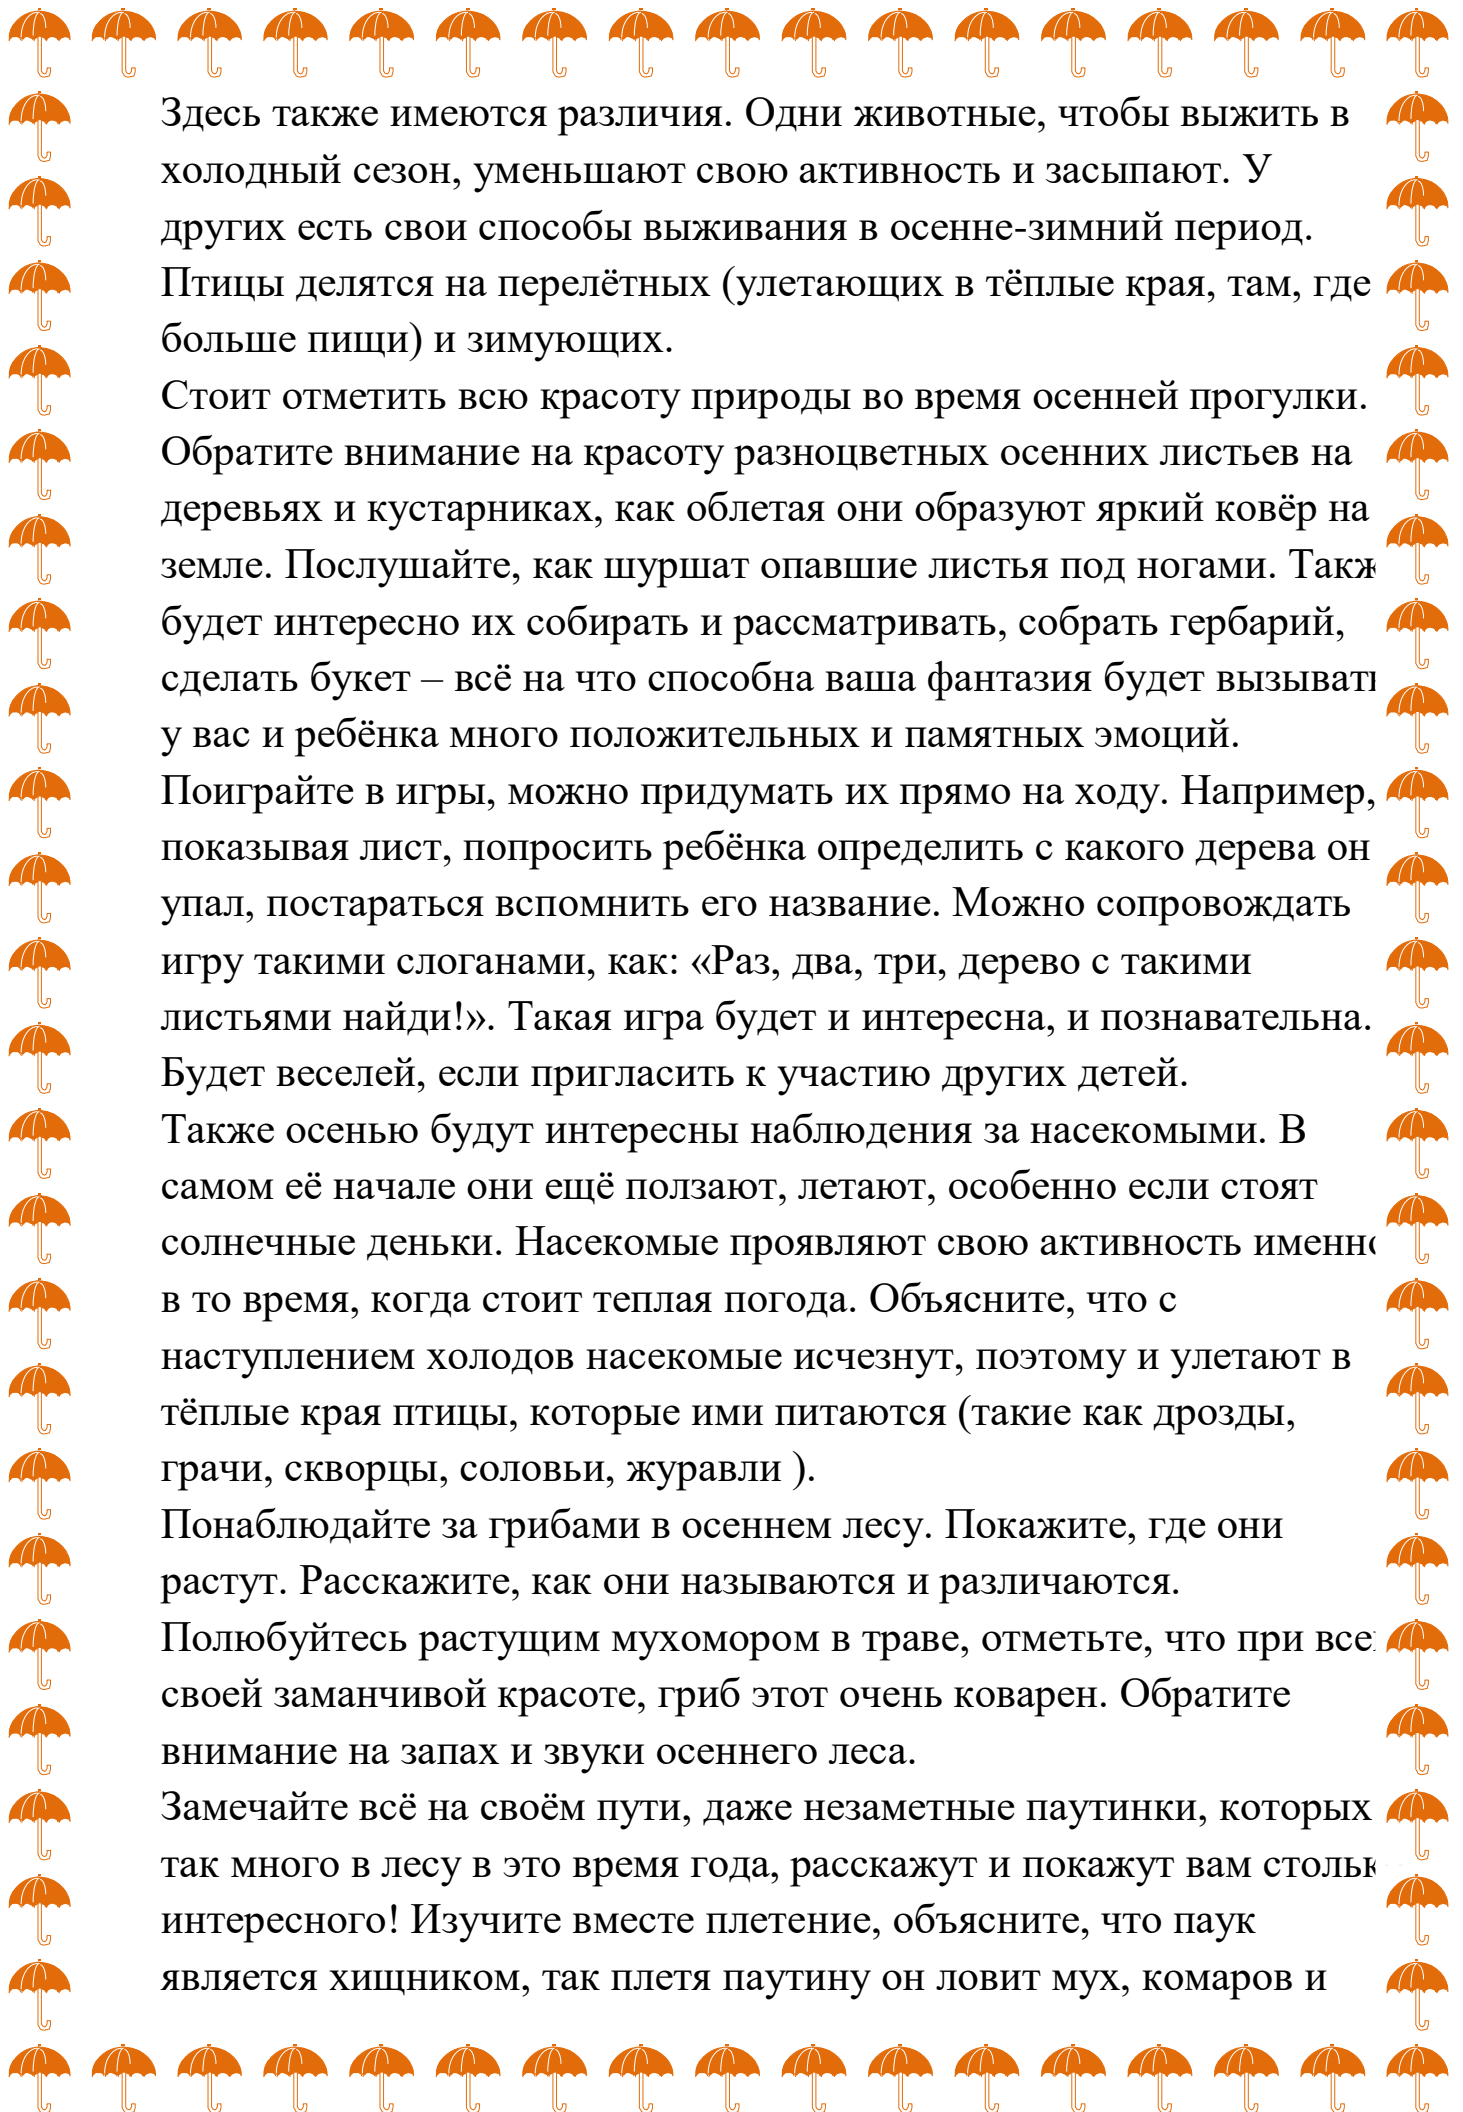 Здесь также имеются различия. Одни животные, чтобы выжить в
холодный сезон, уменьшают свою активность и засыпают. У
других есть свои способы выживания в осенне-зимний период.
Птицы делятся на перелётных (улетающих в тёплые края, там, где
больше пищи) и зимующих.
Стоит отметить всю красоту природы во время осенней прогулки.
Обратите внимание на красоту разноцветных осенних листьев на
деревьях и кустарниках, как облетая они образуют яркий ковёр на
земле. Послушайте, как шуршат опавшие листья под ногами. Такж
будет интересно их собирать и рассматривать, собрать гербарий,
сделать букет – всё на что способна ваша фантазия будет вызывать
у вас и ребёнка много положительных и памятных эмоций.
Поиграйте в игры, можно придумать их прямо на ходу. Например,
показывая лист, попросить ребёнка определить с какого дерева он
упал, постараться вспомнить его название. Можно сопровождать
игру такими слоганами, как: «Раз, два, три, дерево с такими
листьями найди!». Такая игра будет и интересна, и познавательна.
Будет веселей, если пригласить к участию других детей.
Также осенью будут интересны наблюдения за насекомыми. В
самом её начале они ещё ползают, летают, особенно если стоят
солнечные деньки. Насекомые проявляют свою активность именно
в то время, когда стоит теплая погода. Объясните, что с
наступлением холодов насекомые исчезнут, поэтому и улетают в
тёплые края птицы, которые ими питаются (такие как дрозды,
грачи, скворцы, соловьи, журавли ).
Понаблюдайте за грибами в осеннем лесу. Покажите, где они
растут. Расскажите, как они называются и различаются.
Полюбуйтесь растущим мухомором в траве, отметьте, что при все
своей заманчивой красоте, гриб этот очень коварен. Обратите
внимание на запах и звуки осеннего леса.
Замечайте всё на своём пути, даже незаметные паутинки, которых
так много в лесу в это время года, расскажут и покажут вам стольк
интересного! Изучите вместе плетение, объясните, что паук
является хищником, так плетя паутину он ловит мух, комаров и